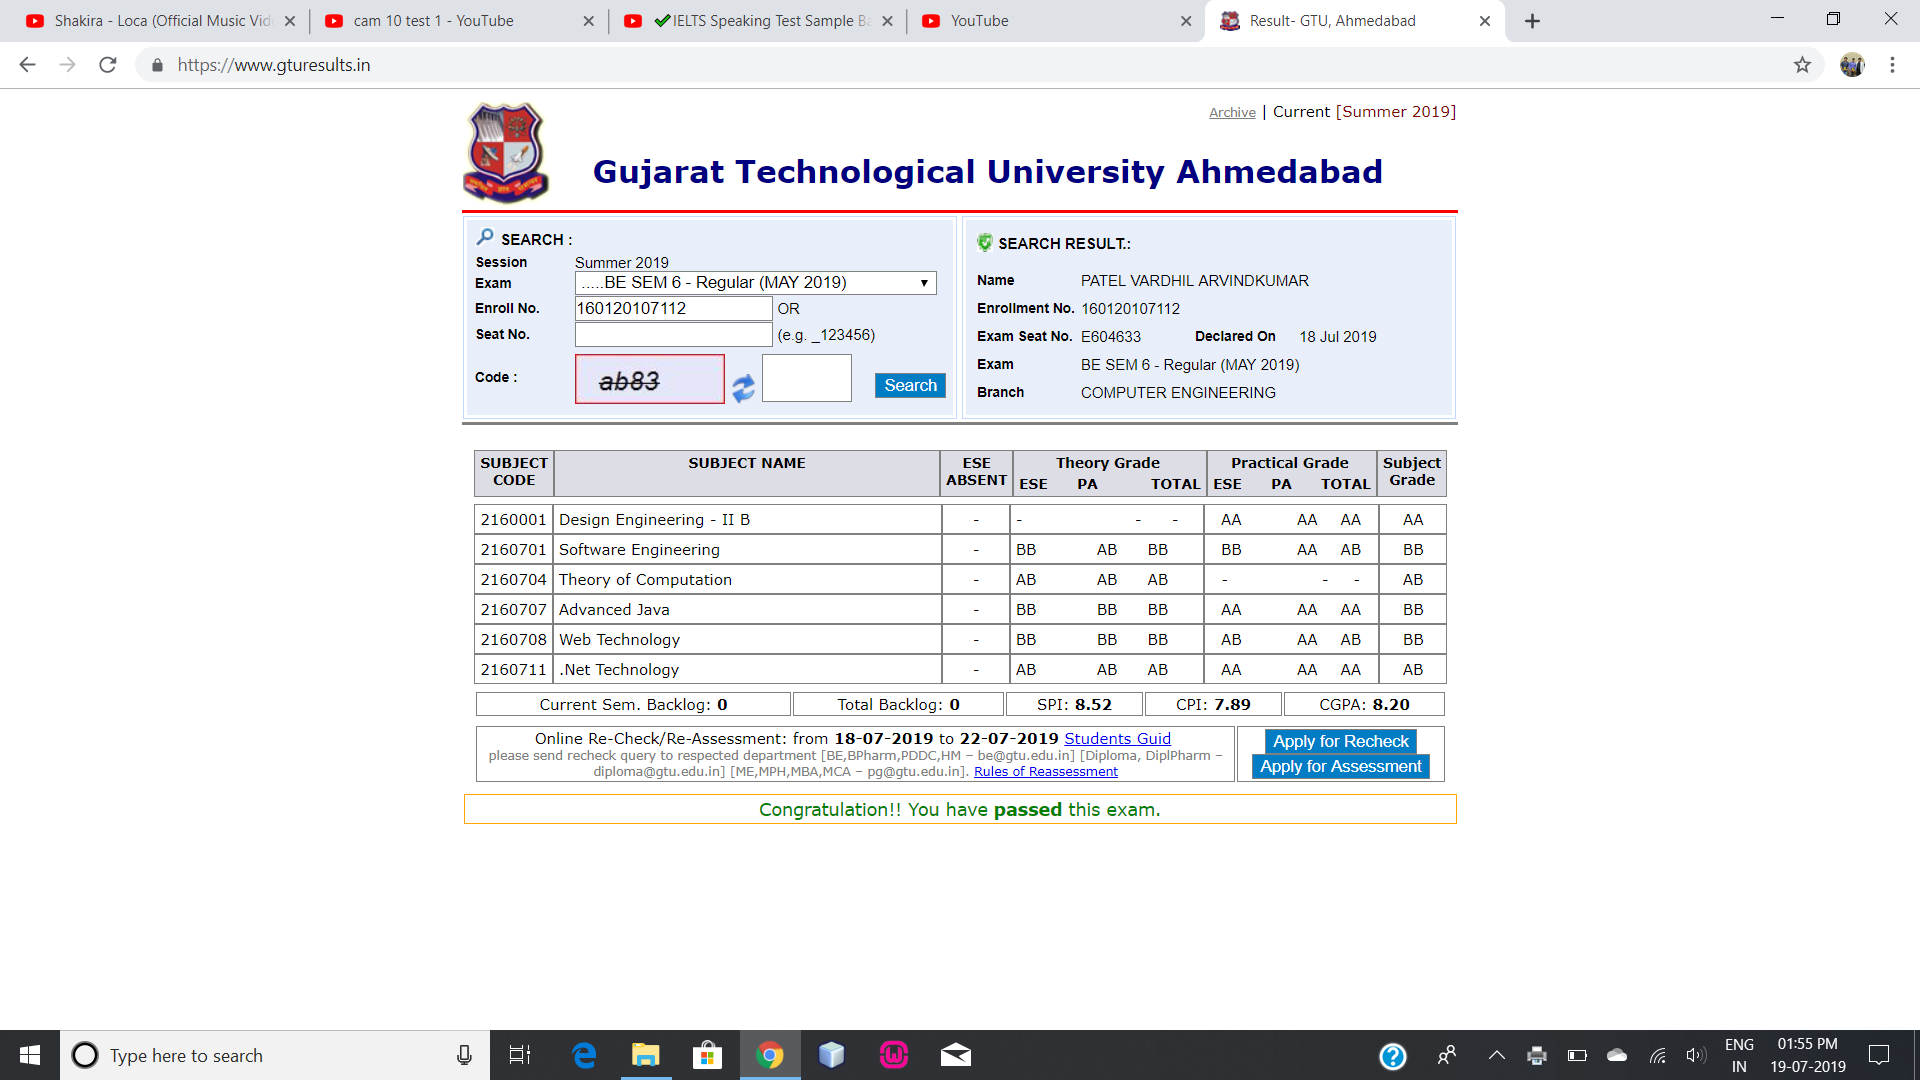 Shakira - Loca (Official Music Vid
cam 10 test 1 - YouTube
✔IELTS Speaking Test Sample Ba
YouTube
Result- GTU, Ahmedabad
https://www.gturesults.in
Archive | Current [Summer 2019]
Gujarat Technological University Ahmedabad
SEARCH :
Session Summer 2019
Exam .....BE SEM 6 - Regular (MAY 2019)
Enroll No. 160120107112 OR
Seat No. (e.g. _123456)
Code : ab83 Search
SEARCH RESULT.:
Name PATEL VARDHIL ARVINDKUMAR
Enrollment No. 160120107112
Exam Seat No. E604633 Declared On 18 Jul 2019
Exam BE SEM 6 - Regular (MAY 2019)
Branch COMPUTER ENGINEERING
SUBJECT CODE SUBJECT NAME ESE ABSENT Theory Grade ESE PA TOTAL Practical Grade ESE PA TOTAL Subject Grade
2160001 Design Engineering - II B - - - - AA AA AA AA
2160701 Software Engineering - BB AB BB BB AA AB BB
2160704 Theory of Computation - AB AB AB - - - AB
2160707 Advanced Java - BB BB BB AA AA AA BB
2160708 Web Technology - BB BB BB AB AA AB BB
2160711 .Net Technology - AB AB AB AA AA AA AB
Current Sem. Backlog: 0 Total Backlog: 0 SPI: 8.52 CPI: 7.89 CGPA: 8.20
Online Re-Check/Re-Assessment: from 18-07-2019 to 22-07-2019 Students Guid
please send recheck query to respected department [BE,BPharm,PDDC,HM – be@gtu.edu.in] [Diploma, DiplPharm –
diploma@gtu.edu.in] [ME,MPH,MBA,MCA – pg@gtu.edu.in]. Rules of Reassessment
Apply for Recheck
Apply for Assessment
Congratulation!! You have passed this exam.
Type here to search
ENG
IN
01:55 PM
19-07-2019